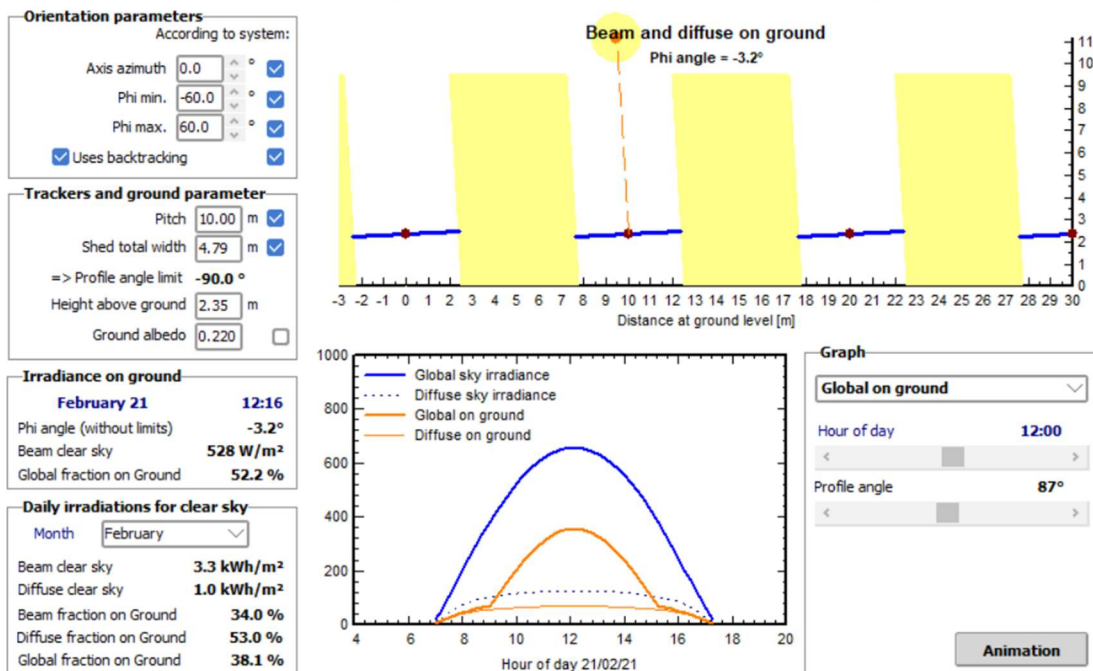 Orientation parameters
According to system:
Axis azimuth 0.0 °
Phi min. -60.0 °
Phi max. 60.0 °
Uses backtracking
Trackers and ground parameter
Pitch 10.00 m
Shed total width 4.79 m
=> Profile angle limit -90.0 °
Height above ground 2.35 m
Ground albedo 0.220
Irradiance on ground
February 21 12:16
Phi angle (without limits) -3.2°
Beam clear sky 528 W/m²
Global fraction on Ground 52.2 %
Daily irradiations for clear sky
Month February
Beam clear sky 3.3 kWh/m²
Diffuse clear sky 1.0 kWh/m²
Beam fraction on Ground 34.0 %
Diffuse fraction on Ground 53.0 %
Global fraction on Ground 38.1 %
Beam and diffuse on ground
Phi angle = -3.2°
11
10
9
8
7
6
5
4
3
2
1
0
-3 -2 -1 0 1 2 3 4 5 6 7 8 9 10 11 12 13 14 15 16 17 18 19 20 21 22 23 24 25 26 27 28 29 30
Distance at ground level [m]
1000
800
600
400
200
0
Global sky irradiance
Diffuse sky irradiance
Global on ground
Diffuse on ground
4 6 8 10 12 14 16 18 20
Hour of day 21/02/21
Graph
Global on ground
Hour of day 12:00
Profile angle 87°
Animation